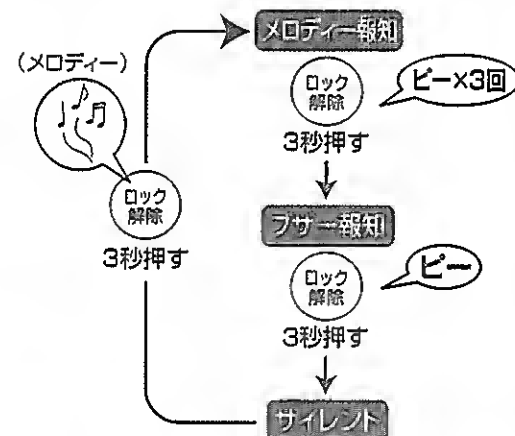 メロディー報知
(メロディー)
ロック
解除
ピー×3回
3秒押す
ロック
解除
3秒押す
ブザー報知
ロック
解除
ピー
3秒押す
サイレント